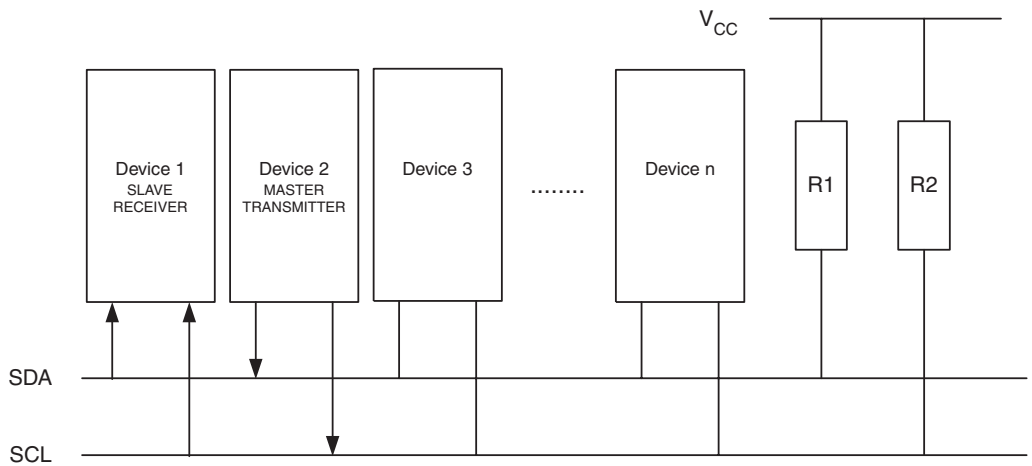 V_CC
Device 1
SLAVE
RECEIVER
Device 2
MASTER
TRANSMITTER
Device 3
........
Device n
R1
R2
SDA
SCL